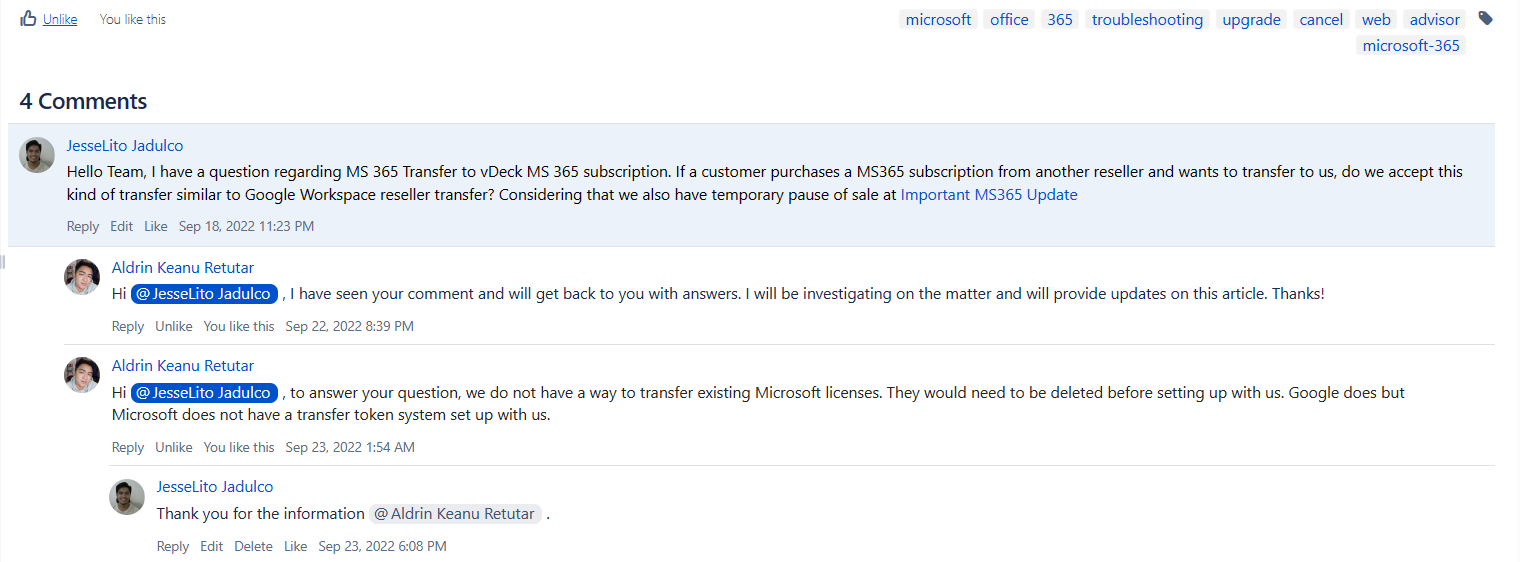 Unlike You like this
microsoft office 365 troubleshooting upgrade cancel web advisor
microsoft-365
4 Comments
JesseLito Jadulco
Hello Team, I have a question regarding MS 365 Transfer to vDeck MS 365 subscription. If a customer purchases a MS365 subscription from another reseller and wants to transfer to us, do we accept this
kind of transfer similar to Google Workspace reseller transfer? Considering that we also have temporary pause of sale at Important MS365 Update
Reply Edit Like Sep 18, 2022 11:23 PM
Aldrin Keanu Retutar
Hi @JesseLito Jadulco , I have seen your comment and will get back to you with answers. I will be investigating on the matter and will provide updates on this article. Thanks!
Reply Unlike You like this Sep 22, 2022 8:39 PM
Aldrin Keanu Retutar
Hi @JesseLito Jadulco , to answer your question, we do not have a way to transfer existing Microsoft licenses. They would need to be deleted before setting up with us. Google does but
Microsoft does not have a transfer token system set up with us.
Reply Unlike You like this Sep 23, 2022 1:54 AM
JesseLito Jadulco
Thank you for the information @Aldrin Keanu Retutar .
Reply Edit Delete Like Sep 23, 2022 6:08 PM